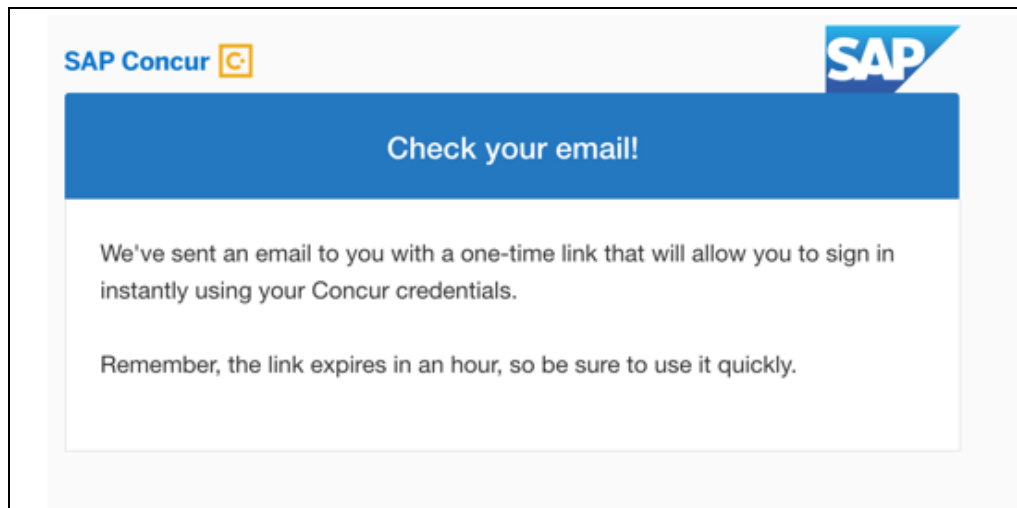 SAP Concur C
SAP
Check your email!
We've sent an email to you with a one-time link that will allow you to sign in
instantly using your Concur credentials.
Remember, the link expires in an hour, so be sure to use it quickly.